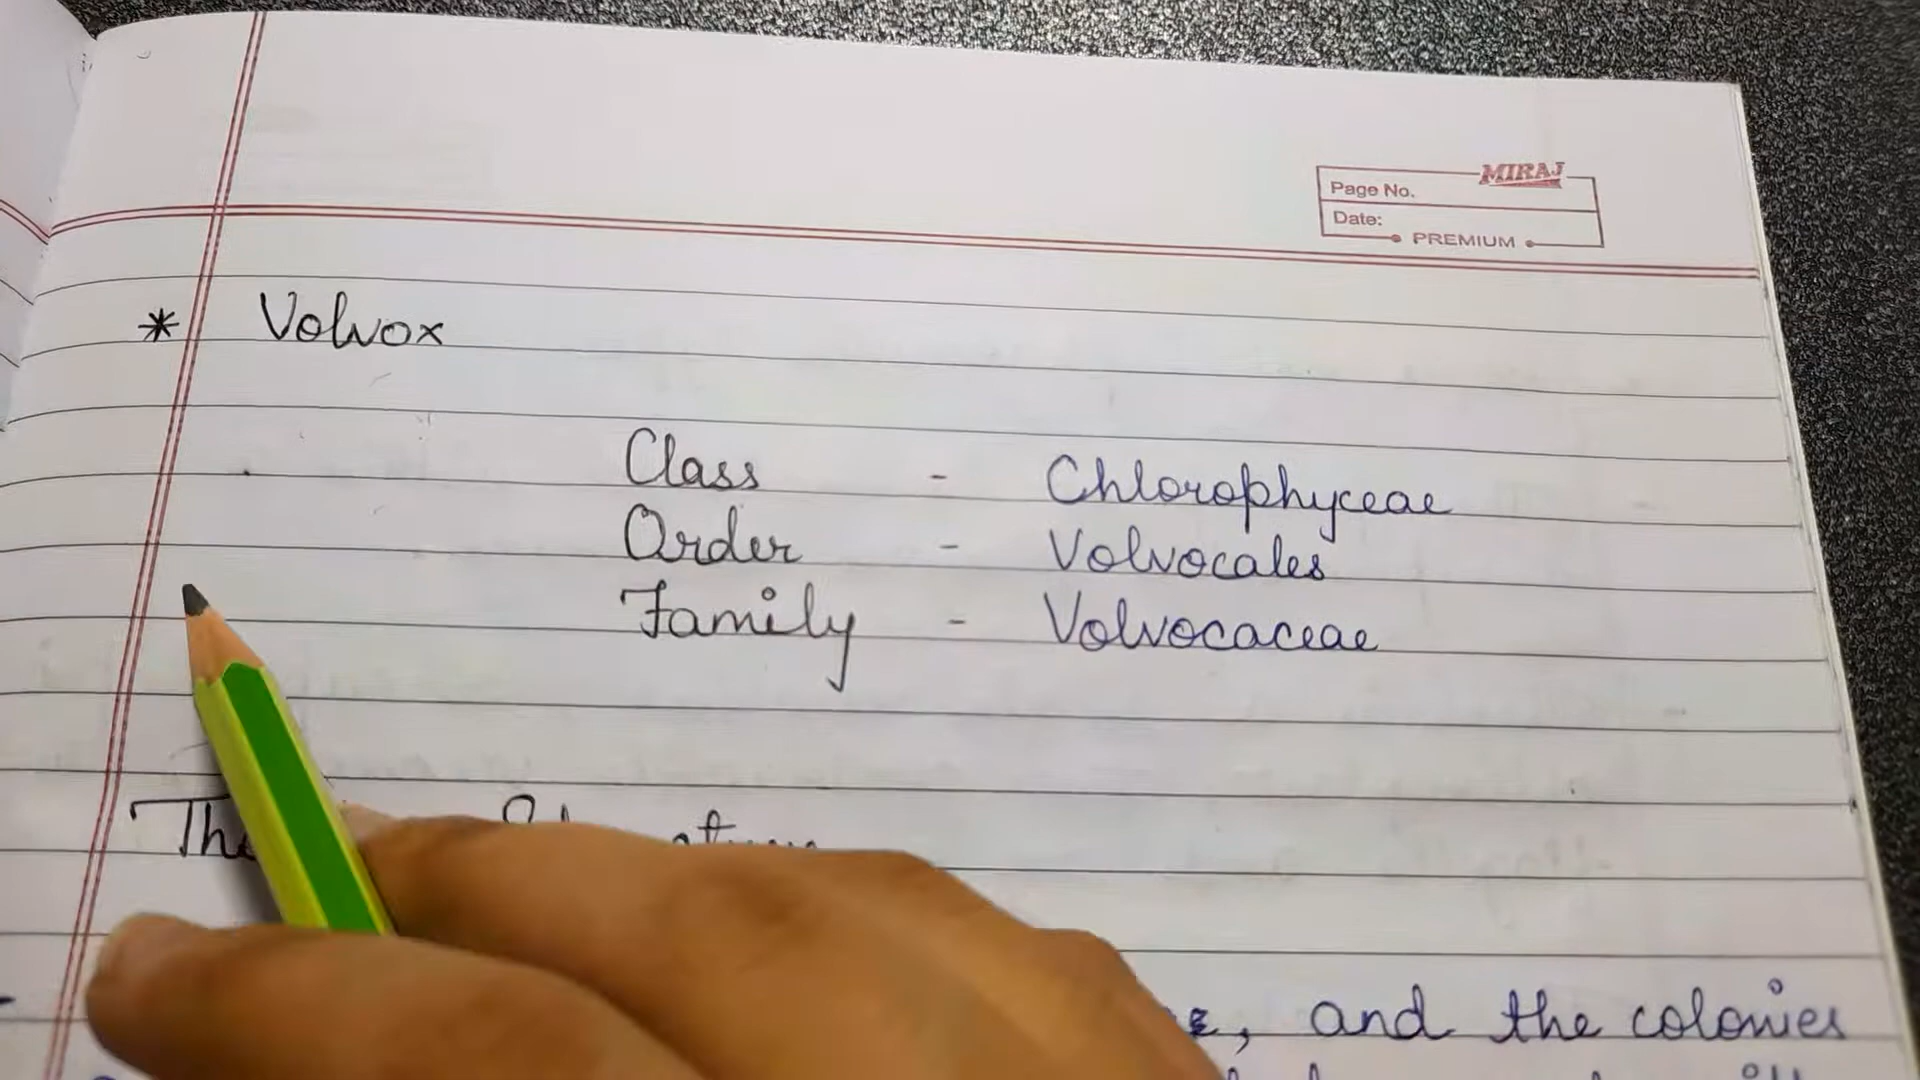 MIRAJ
Page No.
Date:
PREMIUM
* Volvox
Class - Chlorophyceae
Order - Volvocales
Family - Volvocaceae
, and the colonies